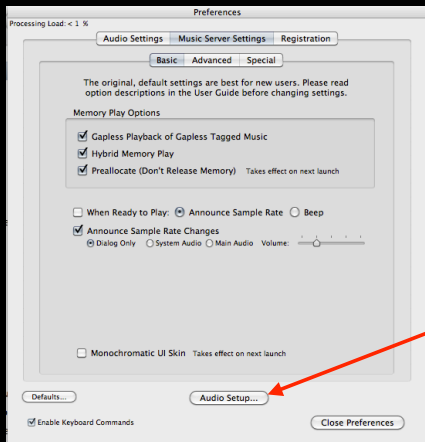 Preferences
Processing Load: < 1 %
Audio Settings Music Server Settings Registration
Basic Advanced Special
The original, default settings are best for new users. Please read
option descriptions in the User Guide before changing settings.
Memory Play Options
Gapless Playback of Gapless Tagged Music
Hybrid Memory Play
Preallocate (Don't Release Memory) Takes effect on next launch
When Ready to Play: Announce Sample Rate Beep
Announce Sample Rate Changes
Dialog Only System Audio Main Audio Volume:
Monochromatic UI Skin Takes effect on next launch
Defaults... Audio Setup...
Enable Keyboard Commands Close Preferences